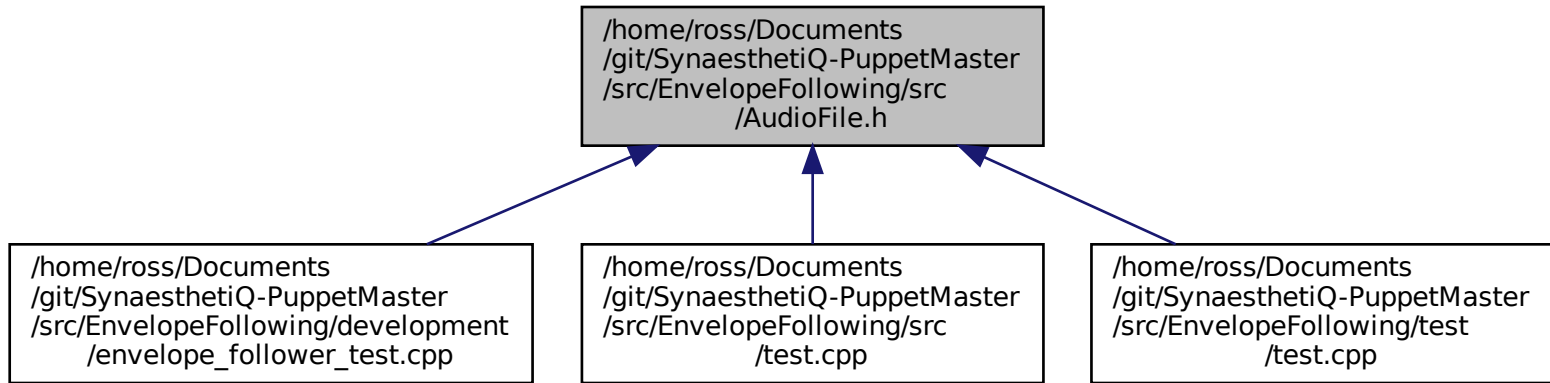 /home/ross/Documents
/git/SynaesthetiQ-PuppetMaster
/src/EnvelopeFollowing/src
/AudioFile.h
/home/ross/Documents
/git/SynaesthetiQ-PuppetMaster
/src/EnvelopeFollowing/development
/envelope_follower_test.cpp
/home/ross/Documents
/git/SynaesthetiQ-PuppetMaster
/src/EnvelopeFollowing/src
/test.cpp
/home/ross/Documents
/git/SynaesthetiQ-PuppetMaster
/src/EnvelopeFollowing/test
/test.cpp